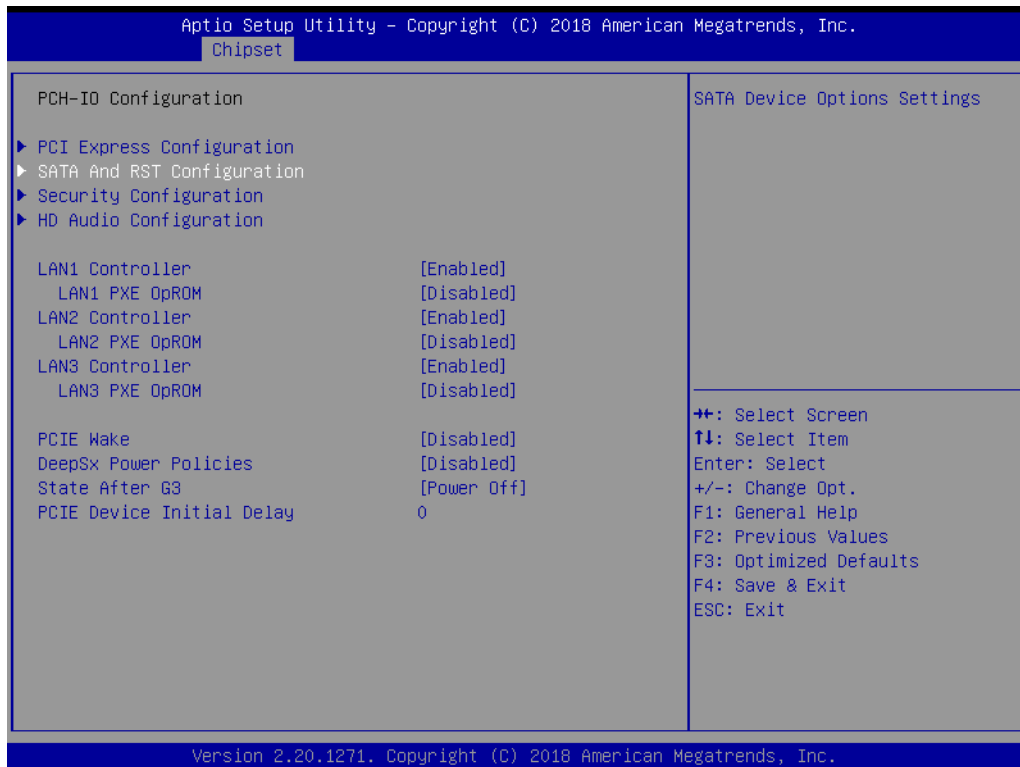 Aptio Setup Utility – Copyright (C) 2018 American Megatrends, Inc.
Chipset
PCH-IO Configuration
PCI Express Configuration
SATA And RST Configuration
Security Configuration
HD Audio Configuration
LAN1 Controller [Enabled]
LAN1 PXE OpROM [Disabled]
LAN2 Controller [Enabled]
LAN2 PXE OpROM [Disabled]
LAN3 Controller [Enabled]
LAN3 PXE OpROM [Disabled]
PCIE Wake [Disabled]
DeepSx Power Policies [Disabled]
State After G3 [Power Off]
PCIE Device Initial Delay 0
SATA Device Options Settings
→←: Select Screen
↑↓: Select Item
Enter: Select
+/-: Change Opt.
F1: General Help
F2: Previous Values
F3: Optimized Defaults
F4: Save & Exit
ESC: Exit
Version 2.20.1271. Copyright (C) 2018 American Megatrends, Inc.